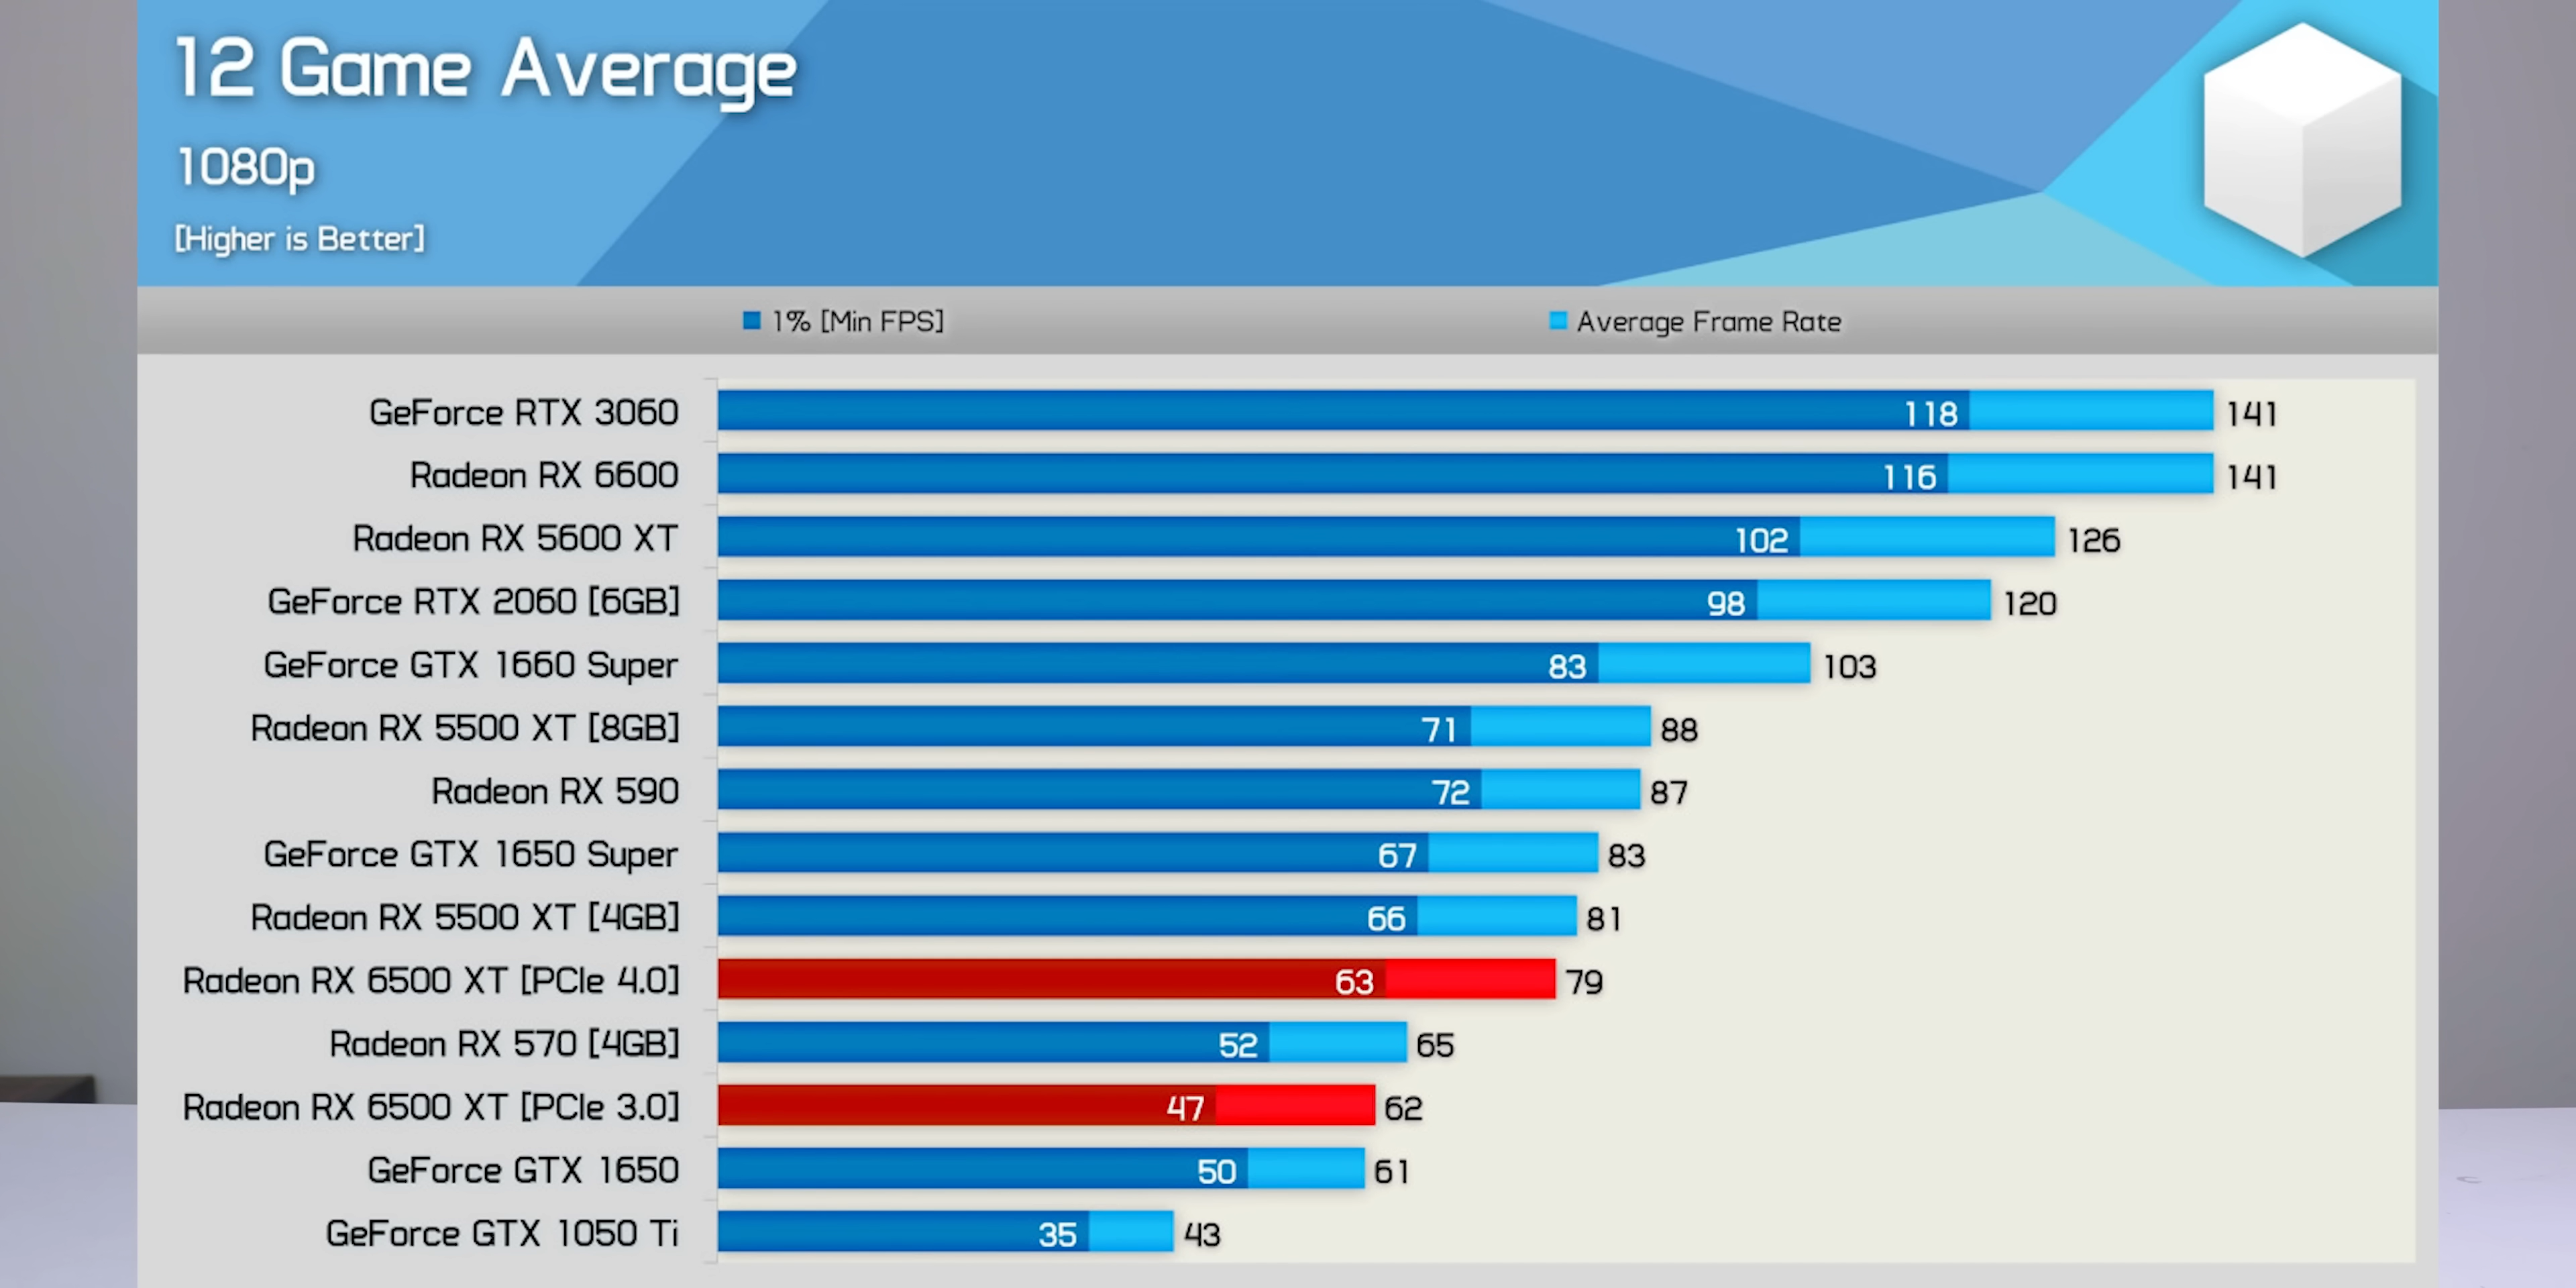 12 Game Average
1080p
[Higher is Better]
1% [Min FPS] Average Frame Rate
GeForce RTX 3060 118 141
Radeon RX 6600 116 141
Radeon RX 5600 XT 102 126
GeForce RTX 2060 [6GB] 98 120
GeForce GTX 1660 Super 83 103
Radeon RX 5500 XT [8GB] 71 88
Radeon RX 590 72 87
GeForce GTX 1650 Super 67 83
Radeon RX 5500 XT [4GB] 66 81
Radeon RX 6500 XT [PCIe 4.0] 63 79
Radeon RX 570 [4GB] 52 65
Radeon RX 6500 XT [PCIe 3.0] 47 62
GeForce GTX 1650 50 61
GeForce GTX 1050 Ti 35 43